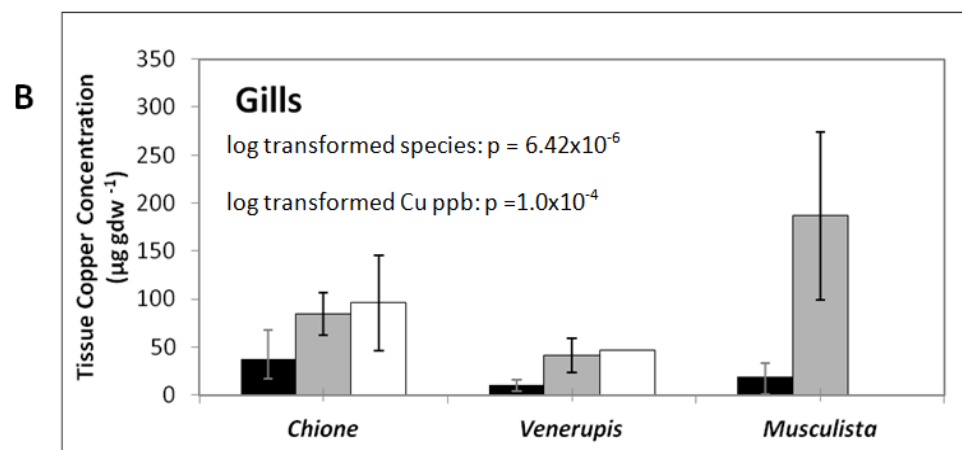 B
Tissue Copper Concentration
(µg gdw ⁻¹)
350
300
250
200
150
100
50
0
Gills
log transformed species: p = 6.42x10⁻⁶
log transformed Cu ppb: p =1.0x10⁻⁴
Chione
Venerupis
Musculista